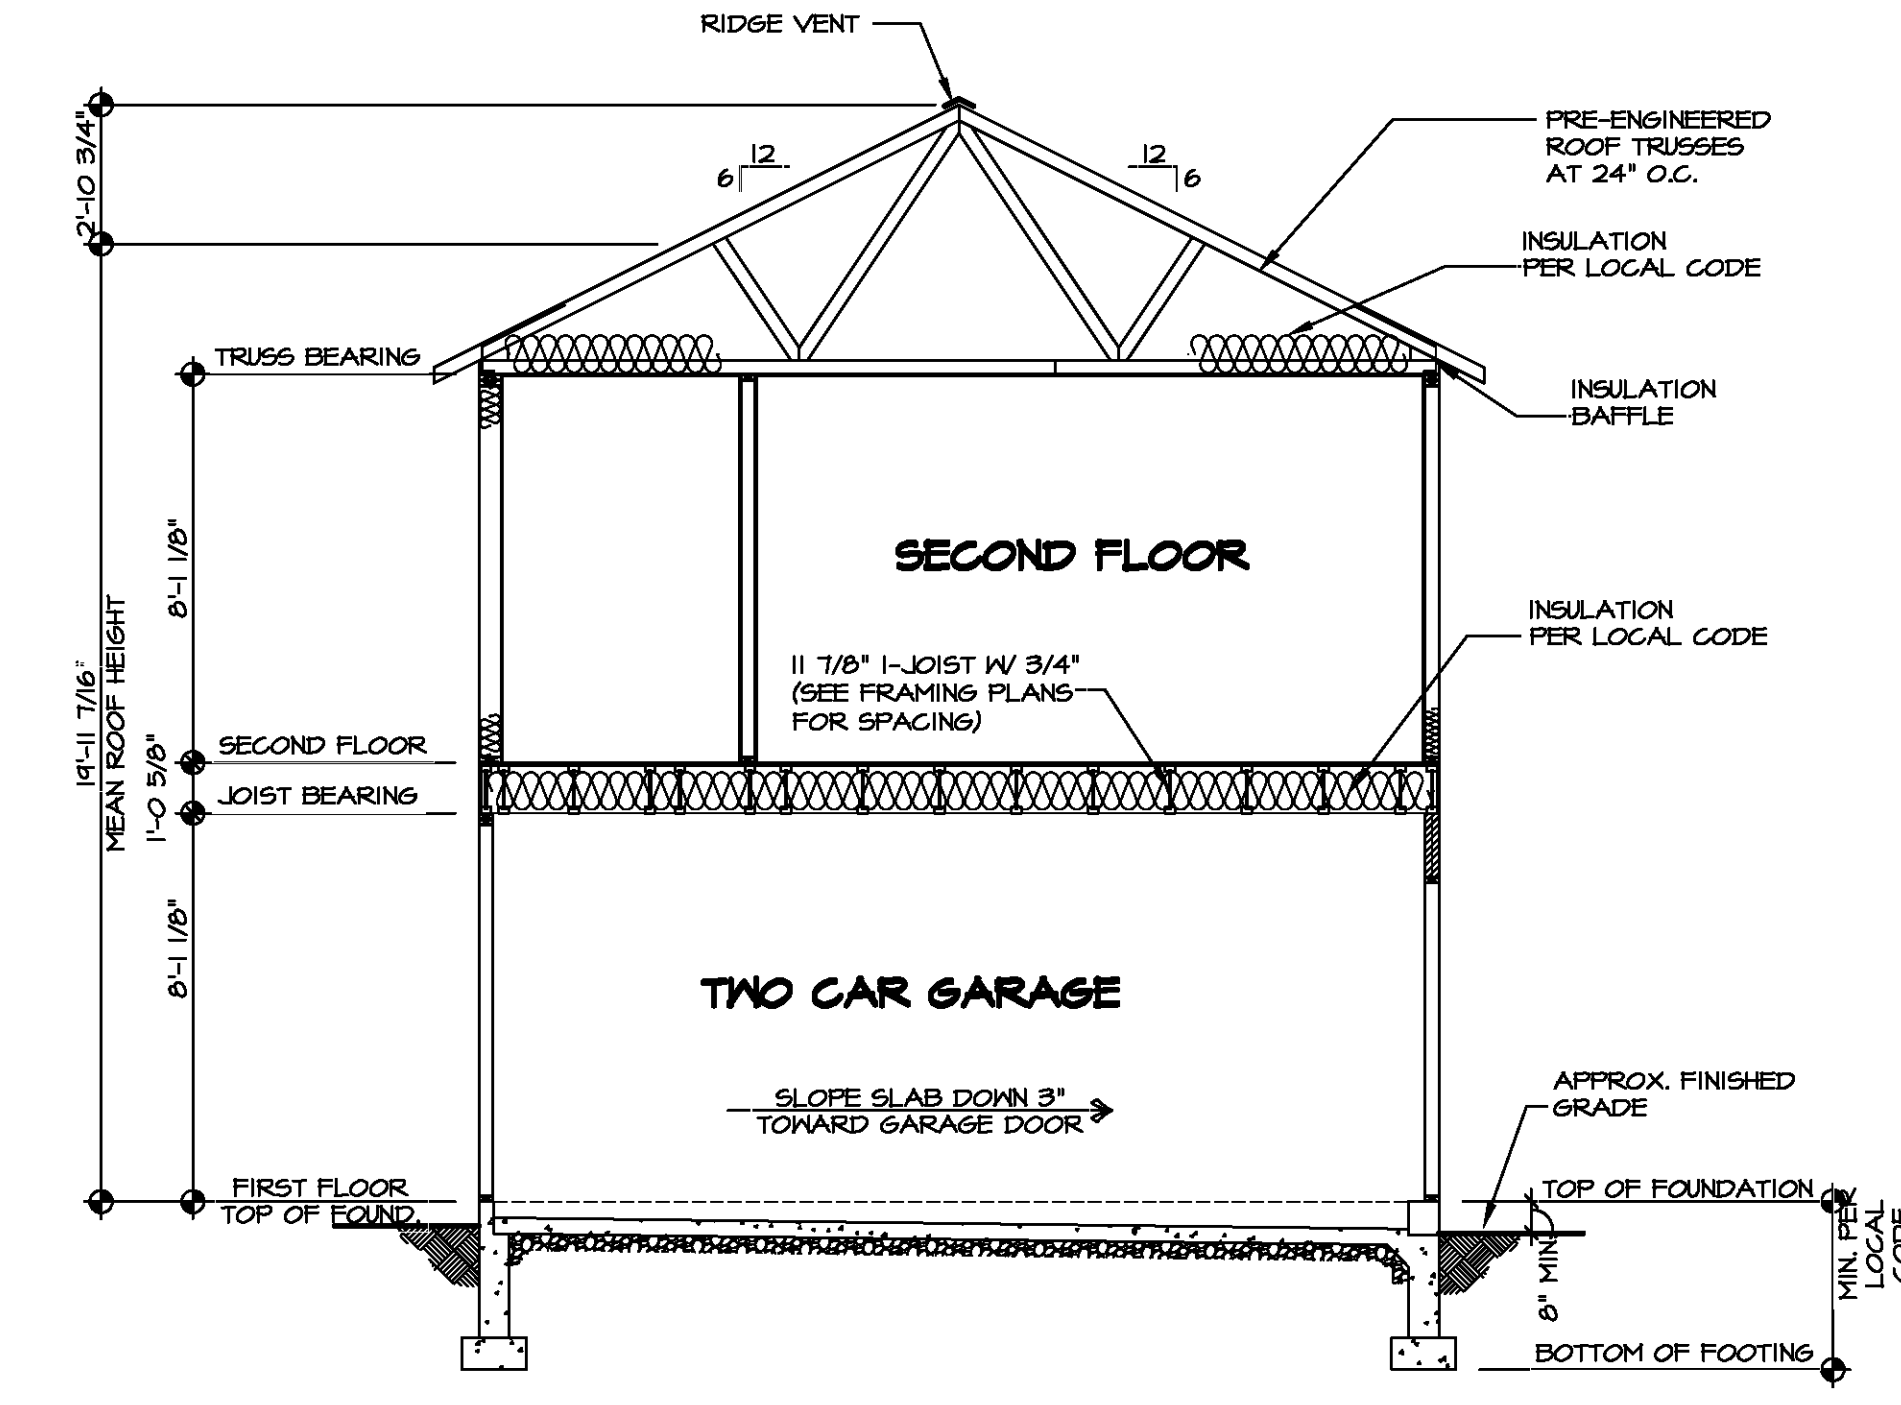 RIDGE VENT
2'-10 3/4"
12
6
12
6
PRE-ENGINEERED
ROOF TRUSSES
AT 24" O.C.
INSULATION
PER LOCAL CODE
TRUSS BEARING
INSULATION
BAFFLE
8'-1 1/8"
SECOND FLOOR
19'-11 7/16"
MEAN ROOF HEIGHT
INSULATION
PER LOCAL CODE
11 7/8" I-JOIST W/ 3/4"
(SEE FRAMING PLANS
FOR SPACING)
1'-0 5/8"
SECOND FLOOR
JOIST BEARING
8'-1 1/8"
TWO CAR GARAGE
SLOPE SLAB DOWN 3"
TOWARD GARAGE DOOR
APPROX. FINISHED
GRADE
FIRST FLOOR
TOP OF FOUND.
TOP OF FOUNDATION
8" MIN.
MIN. PER
LOCAL
CODE
BOTTOM OF FOOTING